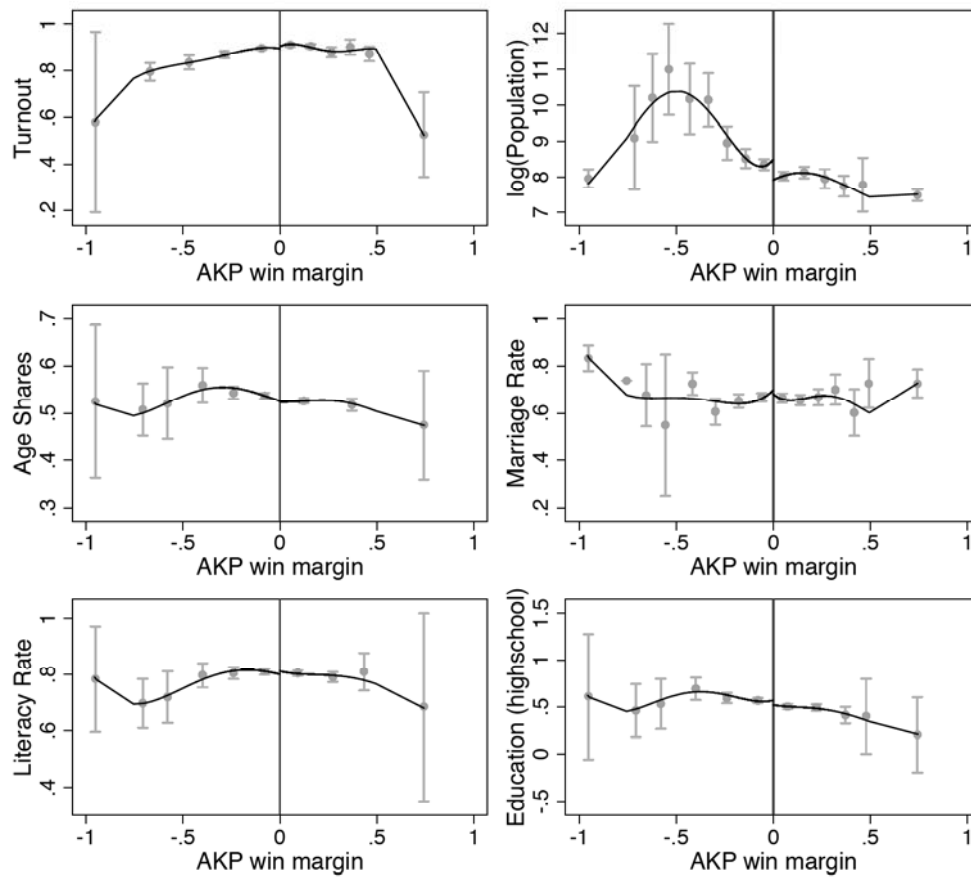 Turnout
1
.8
.6
.4
.2
-1 -.5 0 .5 1
AKP win margin
log(Population)
12
11
10
9
8
7
-1 -.5 0 .5 1
AKP win margin
Age Shares
.7
.6
.5
.4
.3
-1 -.5 0 .5 1
AKP win margin
Marriage Rate
1
.8
.6
.4
.2
-1 -.5 0 .5 1
AKP win margin
Literacy Rate
1
.8
.6
.4
-1 -.5 0 .5 1
AKP win margin
Education (highschool)
1.5
1
.5
0
-.5
-1 -.5 0 .5 1
AKP win margin